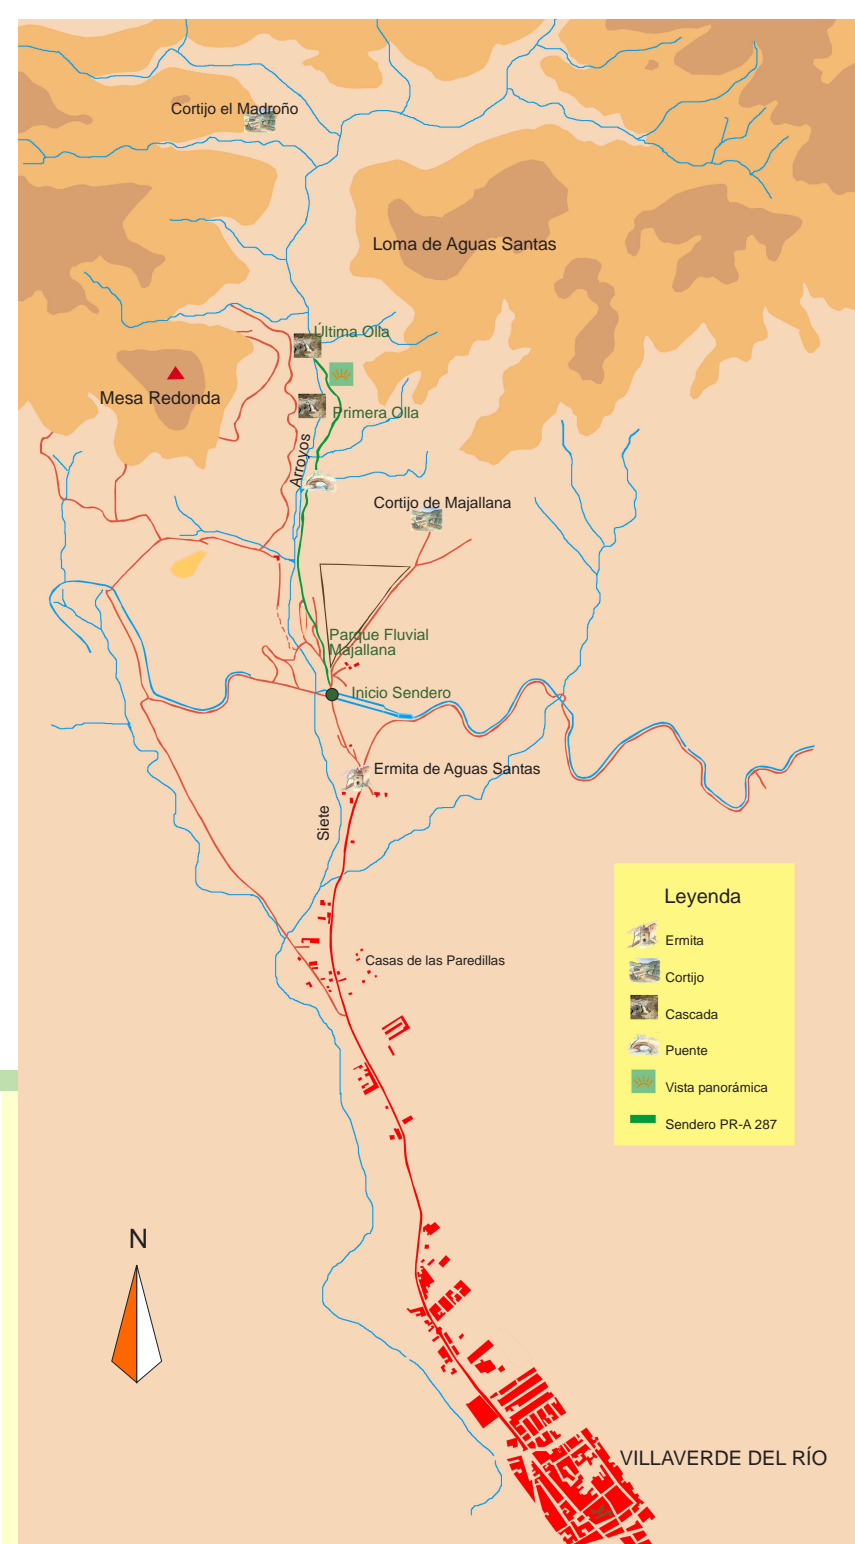 Cortijo el Madroño
Loma de Aguas Santas
Última Olla
Mesa Redonda
Primera Olla
Arroyos
Cortijo de Majallana
Parque Fluvial
Majallana
Inicio Sendero
Ermita de Aguas Santas
Siete
Casas de las Paredillas
Leyenda
Ermita
Cortijo
Cascada
Puente
Vista panorámica
Sendero PR-A 287
N
VILLAVERDE DEL RÍO